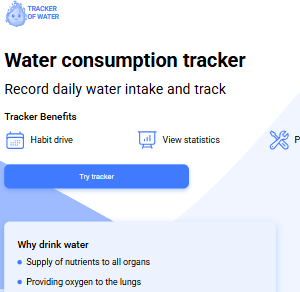 TRACKER
OF WATER
Water consumption tracker
Record daily water intake and track
Tracker Benefits
Habit drive
View statistics
P
Try tracker
Why drink water
Supply of nutrients to all organs
Providing oxygen to the lungs